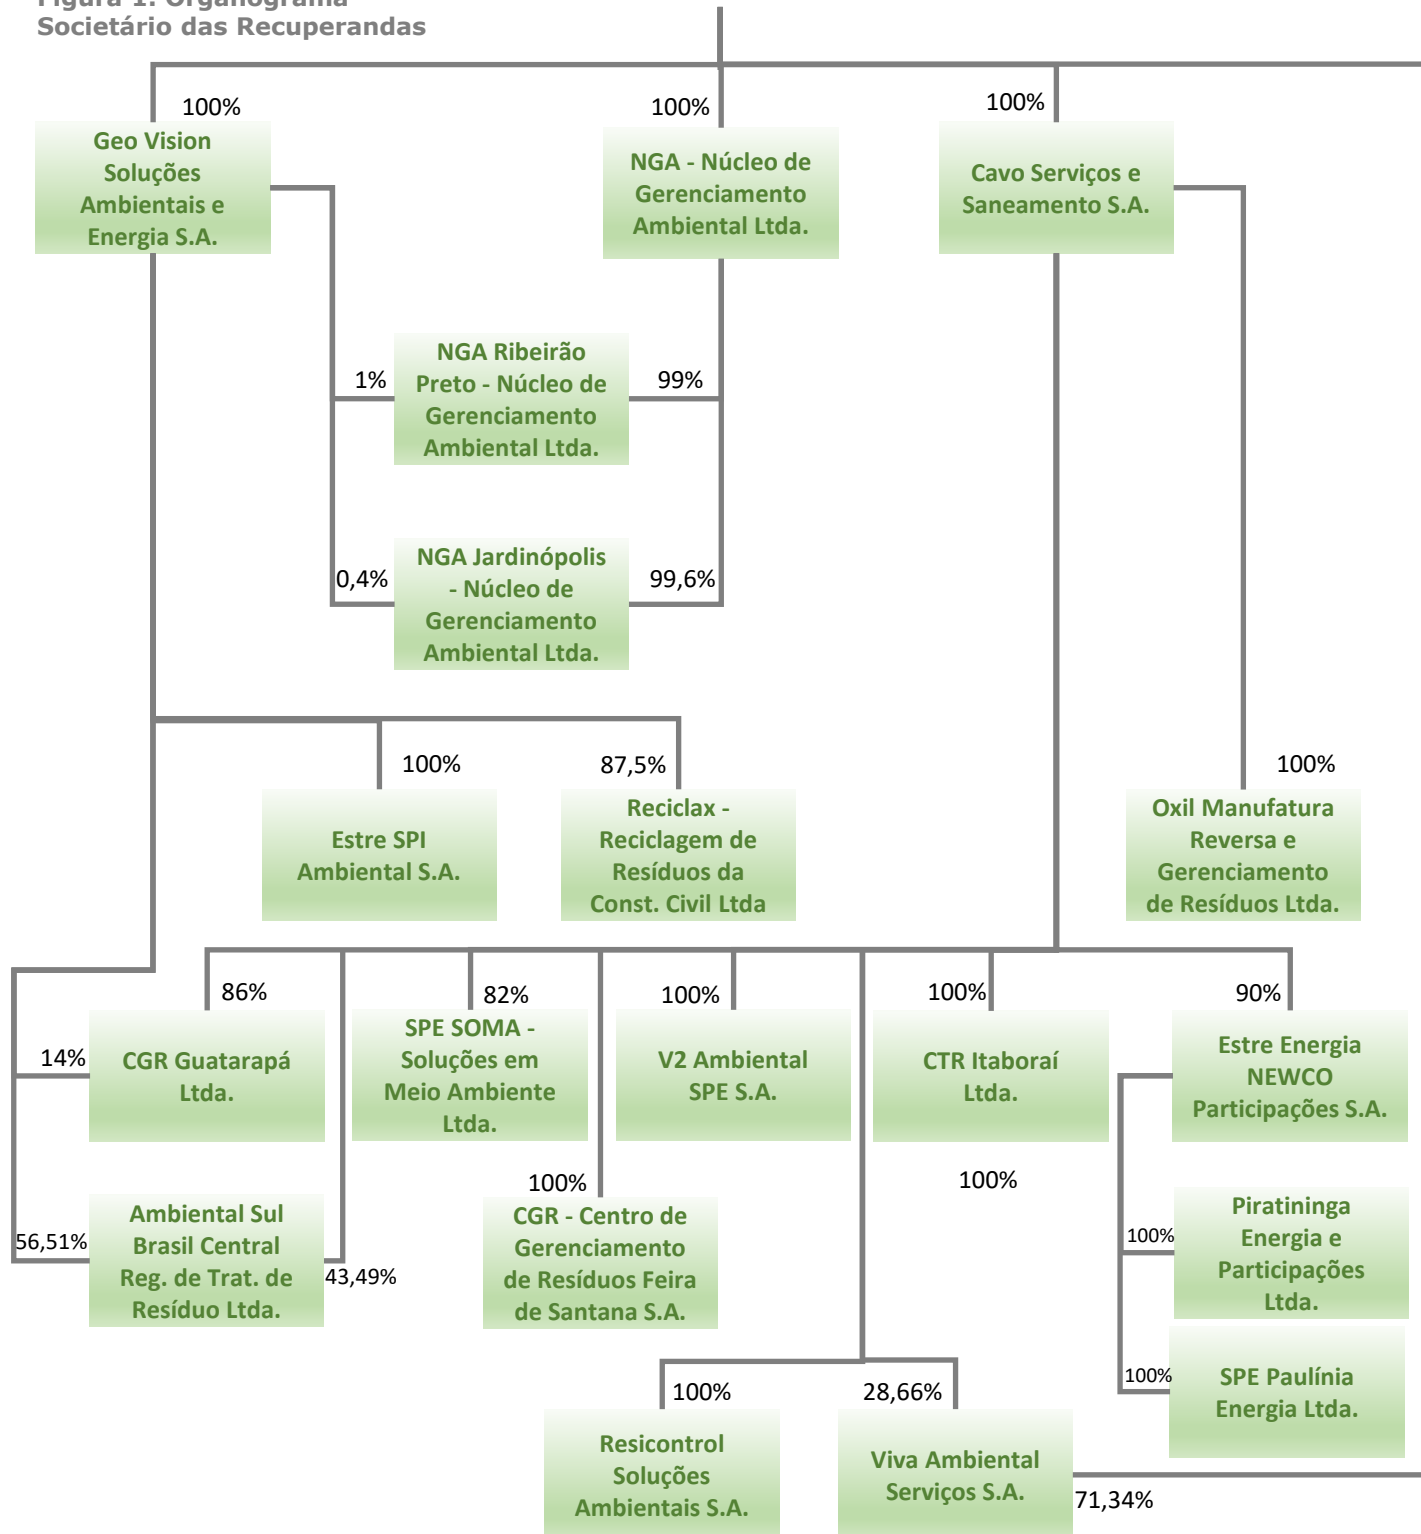 Figura 1: Organograma
Societário das Recuperandas
100%
100%
100%
Geo Vision
Soluções
Ambientais e
Energia S.A.
NGA - Núcleo de
Gerenciamento
Ambiental Ltda.
Cavo Serviços e
Saneamento S.A.
1%
NGA Ribeirão
Preto - Núcleo de
Gerenciamento
Ambiental Ltda.
99%
0,4%
NGA Jardinópolis
- Núcleo de
Gerenciamento
Ambiental Ltda.
99,6%
100%
87,5%
100%
Estre SPI
Ambiental S.A.
Reciclax -
Reciclagem de
Resíduos da
Const. Civil Ltda
Oxil Manufatura
Reversa e
Gerenciamento
de Resíduos Ltda.
86%
82%
100%
100%
90%
14%
CGR Guatarapá
Ltda.
SPE SOMA -
Soluções em
Meio Ambiente
Ltda.
V2 Ambiental
SPE S.A.
CTR Itaboraí
Ltda.
Estre Energia
NEWCO
Participações S.A.
100%
100%
56,51%
Ambiental Sul
Brasil Central
Reg. de Trat. de
Resíduo Ltda.
43,49%
CGR - Centro de
Gerenciamento
de Resíduos Feira
de Santana S.A.
100%
Piratininga
Energia e
Participações
Ltda.
100%
SPE Paulínia
Energia Ltda.
100%
28,66%
Resicontrol
Soluções
Ambientais S.A.
Viva Ambiental
Serviços S.A.
71,34%